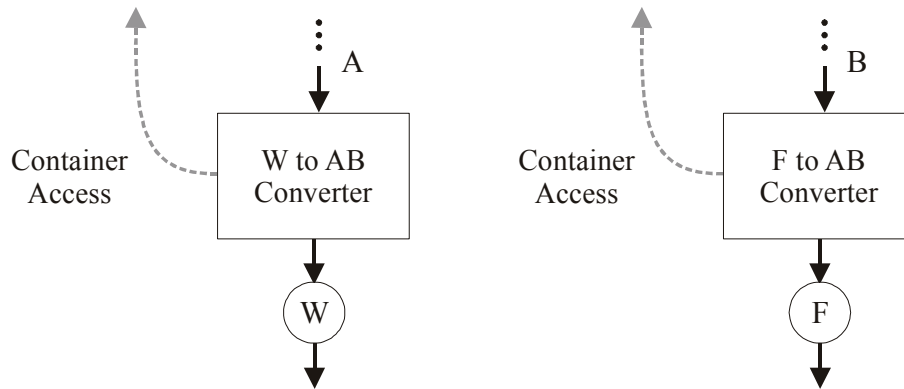 A
Container
Access
W to AB
Converter
W
B
Container
Access
F to AB
Converter
F